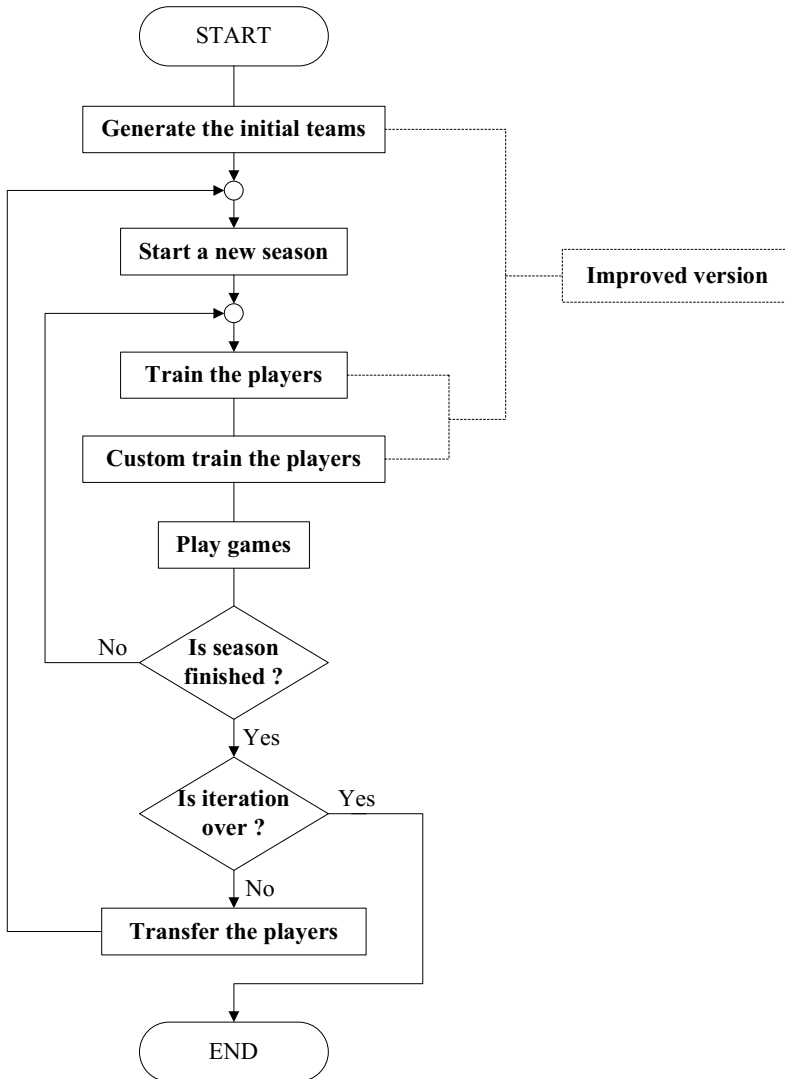 START
Generate the initial teams
Start a new season
Improved version
Train the players
Custom train the players
Play games
No
Is season
finished ?
Yes
Is iteration
over ?
Yes
No
Transfer the players
END